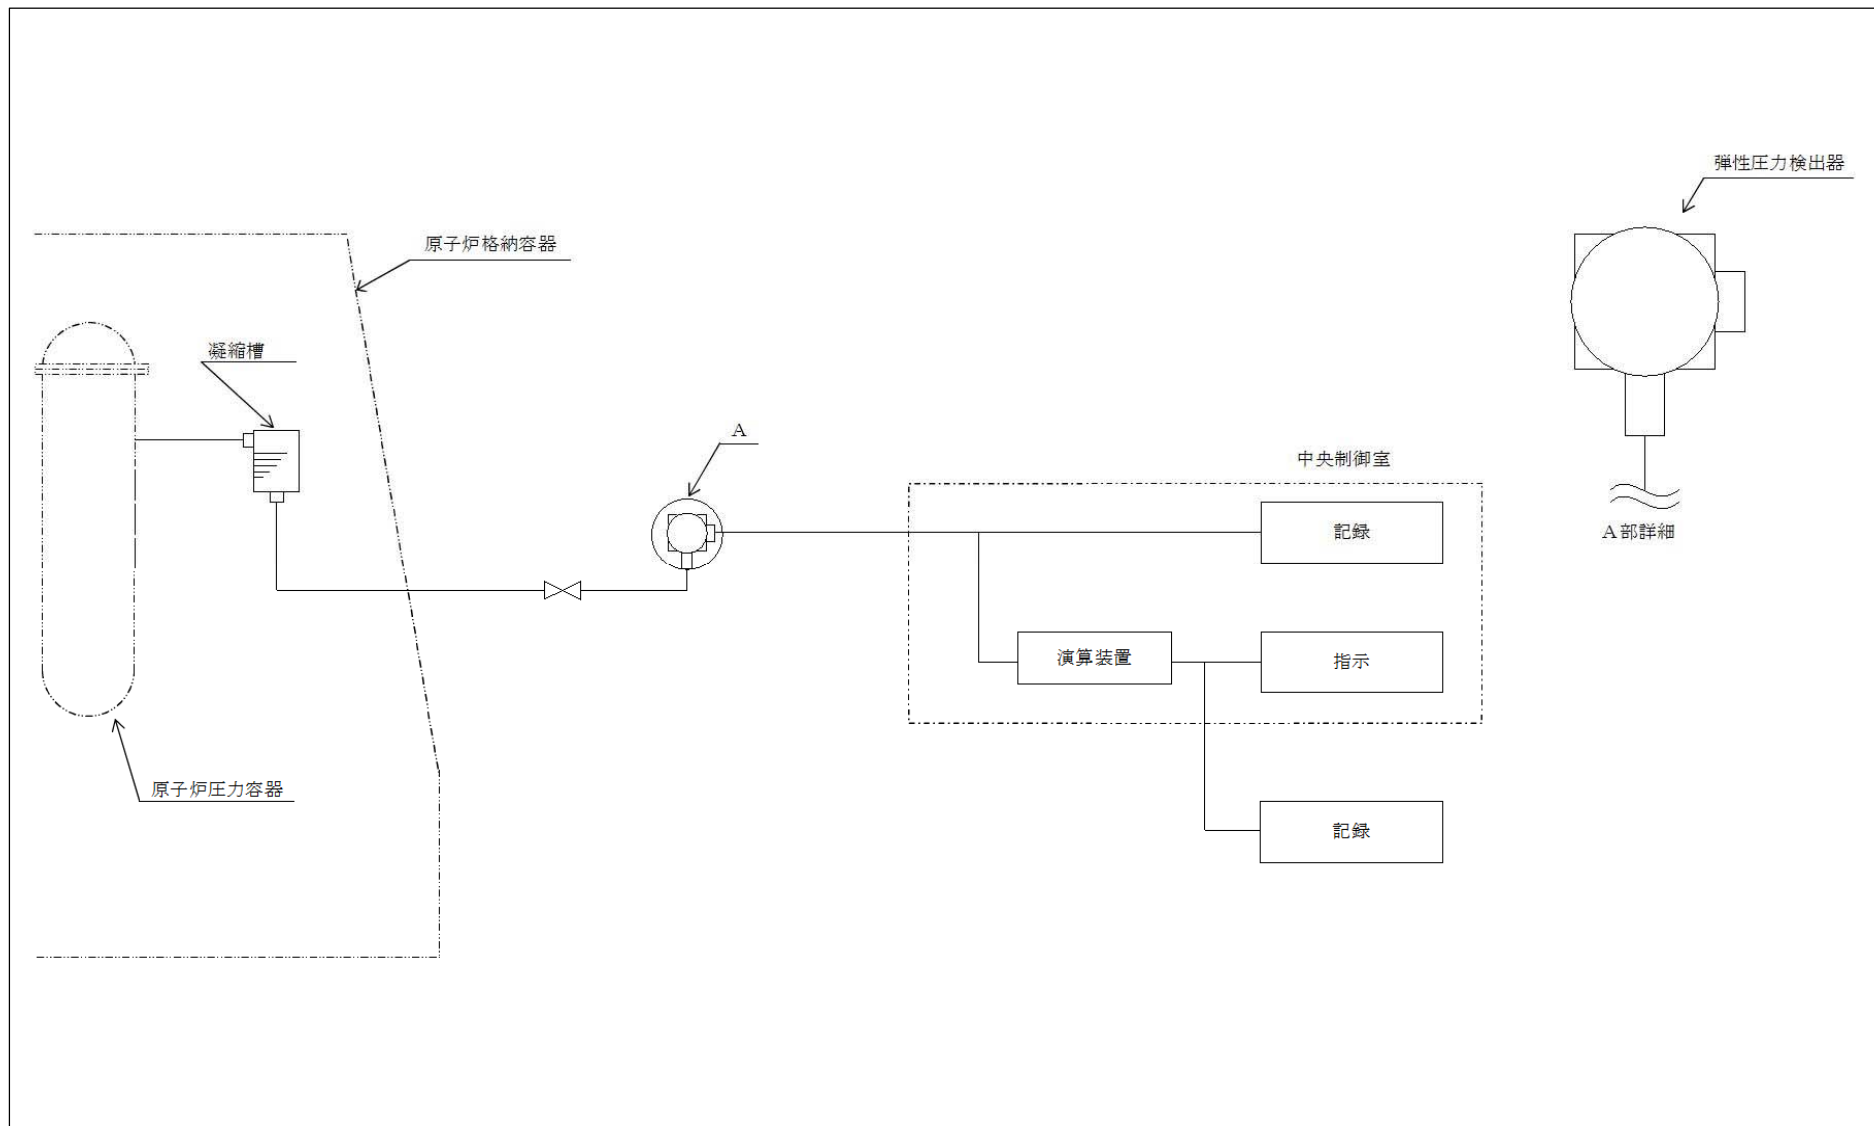 弾性圧力検出器
原子炉格納容器
凝縮槽
A
中央制御室
記録
A部詳細
演算装置
指示
原子炉圧力容器
記録